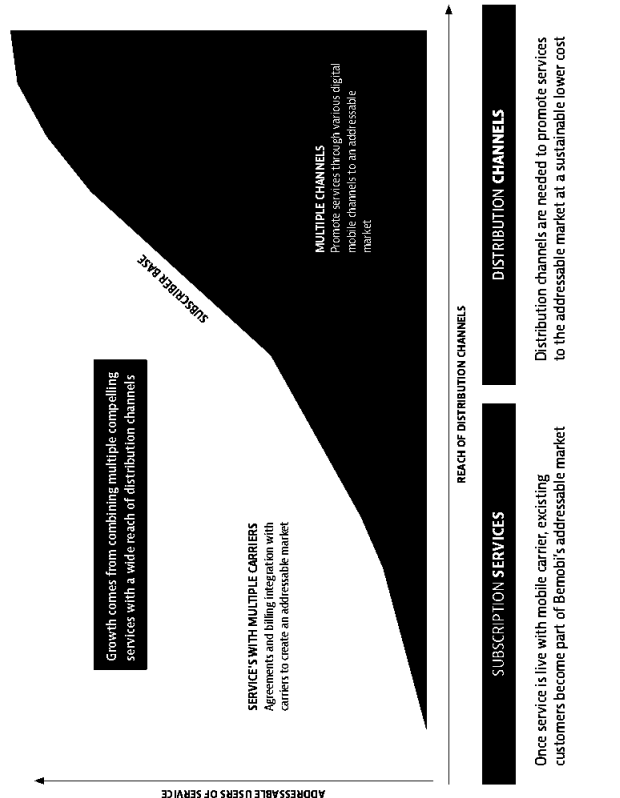 Growth comes from combining multiple compelling
services with a wide reach of distribution channels
SUBSCRIBER BASE
MULTIPLE CHANNELS
Promote services through various digital
mobile channels to an addressable
market
SERVICE'S WITH MULTIPLE CARRIERS
Agreements and billing integration with
carriers to create an addressable market
ADDRESSABLE USERS OF SERVICE
REACH OF DISTRIBUTION CHANNELS
SUBSCRIPTION SERVICES
Once service is live with mobile carrier, excisting
customers become part of Bemobi's addressable market
DISTRIBUTION CHANNELS
Distribution channels are needed to promote services
to the addressable market at a sustainable lower cost